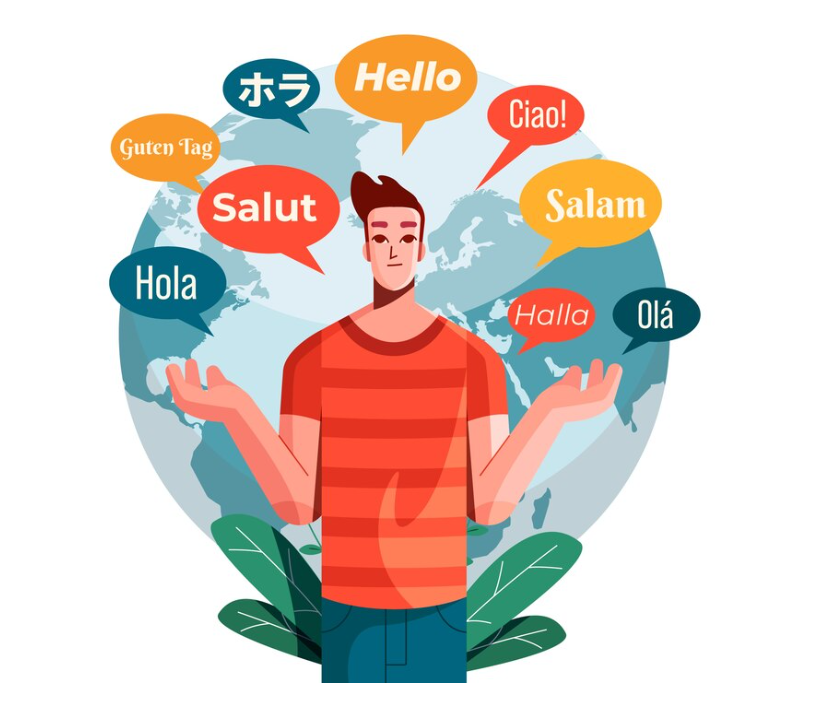 ホラ
Hello
Ciao!
Guten Tag
Salut
Salam
Hola
Halla
Olá